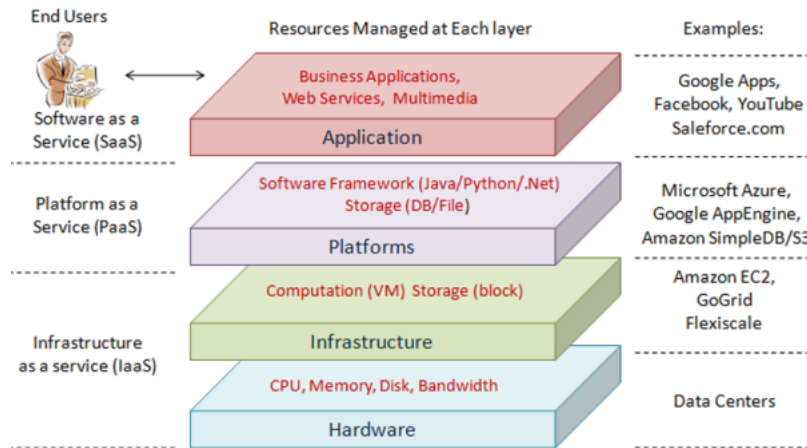 End Users
Resources Managed at Each layer
Examples:
Software as a
Service (SaaS)
Business Applications,
Web Services, Multimedia
Application
Google Apps,
Facebook, YouTube
Saleforce.com
Platform as a
Service (PaaS)
Software Framework (Java/Python/.Net)
Storage (DB/File)
Platforms
Microsoft Azure,
Google AppEngine,
Amazon SimpleDB/S3
Infrastructure
as a service (IaaS)
Computation (VM) Storage (block)
Infrastructure
Amazon EC2,
GoGrid
Flexiscale
CPU, Memory, Disk, Bandwidth
Hardware
Data Centers